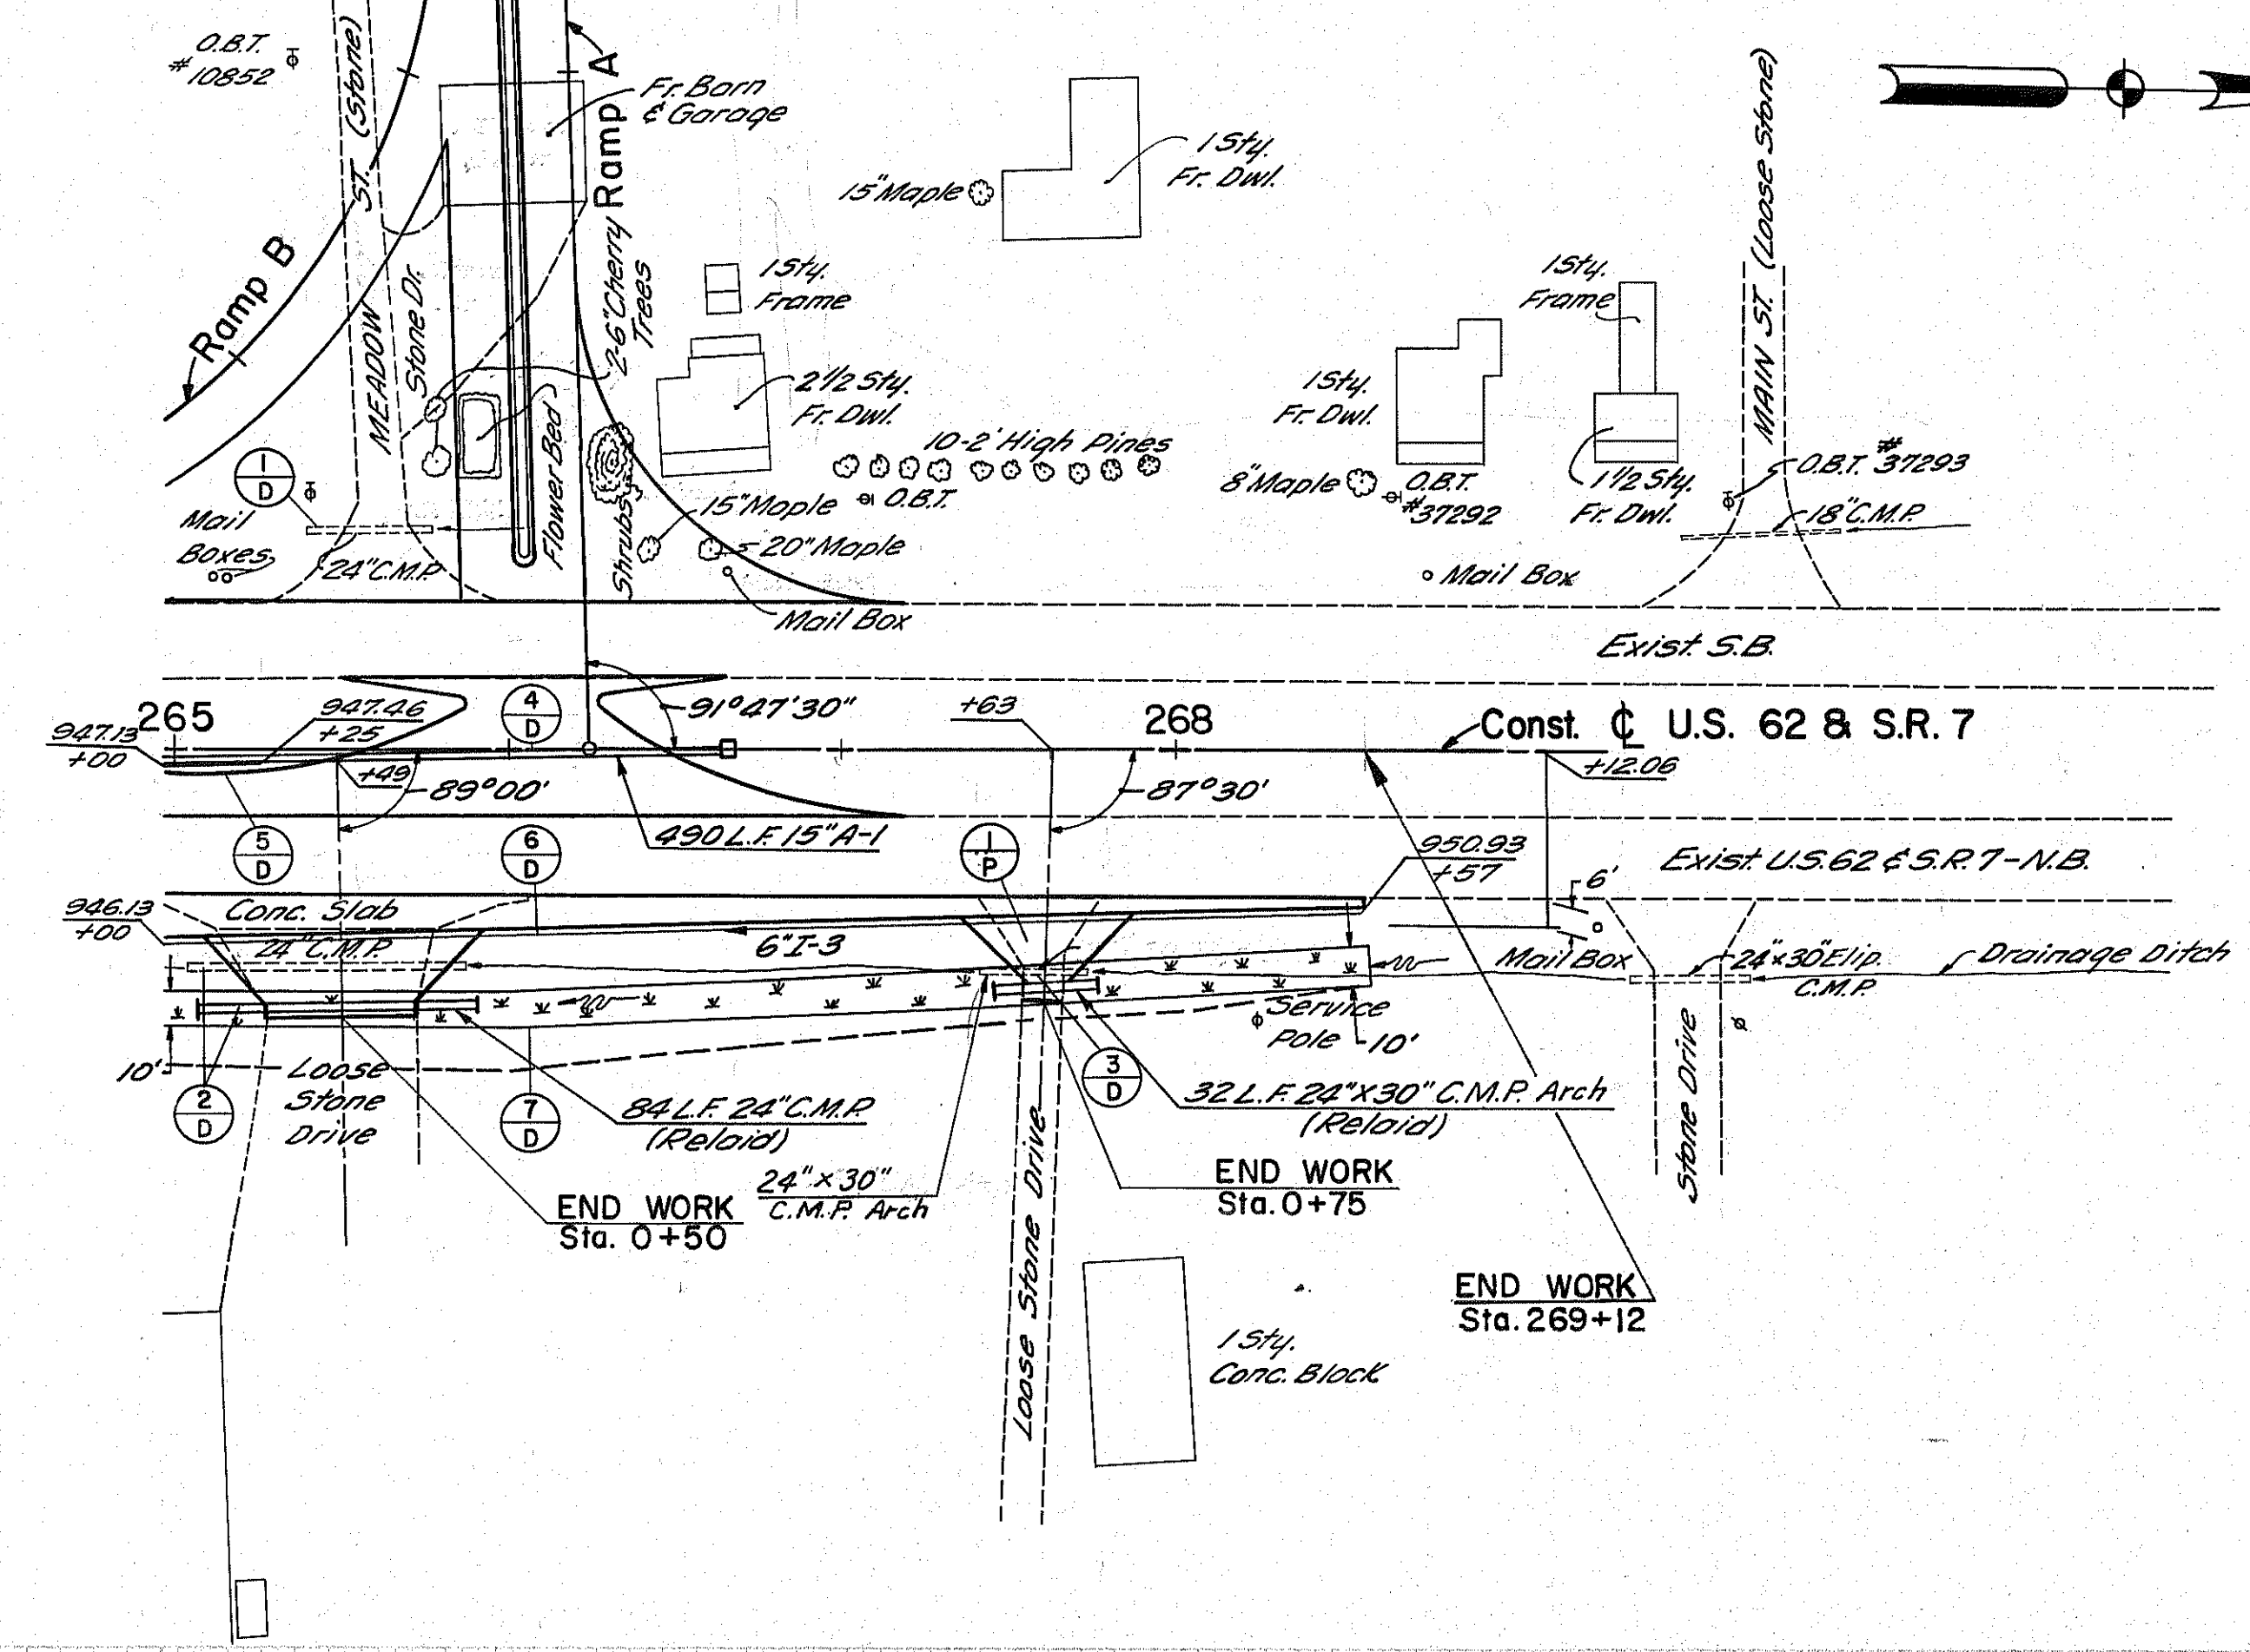 O.B.T.
#10852
ST. (Stone)
MEADOW
Ramp A
Fr. Barn
& Garage
1 Sty.
Fr. Dwl.
15" Maple
MAIN ST. (Loose Stone)
Ramp B
Stone Dr.
2-6" Cherry
Trees
1 Sty.
Frame
1 Sty.
Frame
2 1/2 Sty.
Fr. Dwl.
1 Sty.
Fr. Dwl.
10-2' High Pines
8" Maple
O.B.T.
#37292
1 1/2 Sty.
Fr. Dwl.
O.B.T. #37293
18" C.M.P.
1
D
Mail
Boxes
24" C.M.P.
Flower Bed
Shrubs
15" Maple
O.B.T.
20" Maple
Mail Box
Mail Box
Exist. S.B.
265
947.13
+00
947.46
+25
4
D
91°47'30"
+63
268
Const. ℄ U.S. 62 & S.R. 7
+12.06
+49
89°00'
87°30'
5
D
6
D
490 L.F. 15" A-1
1
P
950.93
+57
Exist. U.S. 62 & S.R. 7-N.B.
6'
946.13
+00
Conc. Slab
24" C.M.P.
6" I-3
Mail Box
24"x30" Elip.
C.M.P.
Drainage Ditch
Service
Pole
10'
10'
Loose
Stone
Drive
2
D
7
D
84 L.F. 24" C.M.P.
(Relaid)
3
D
32 L.F. 24"X30" C.M.P. Arch
(Relaid)
Stone Drive
24"x30"
C.M.P. Arch
END WORK
Sta. 0+50
END WORK
Sta. 0+75
Loose Stone Drive
END WORK
Sta. 269+12
1 Sty.
Conc. Block